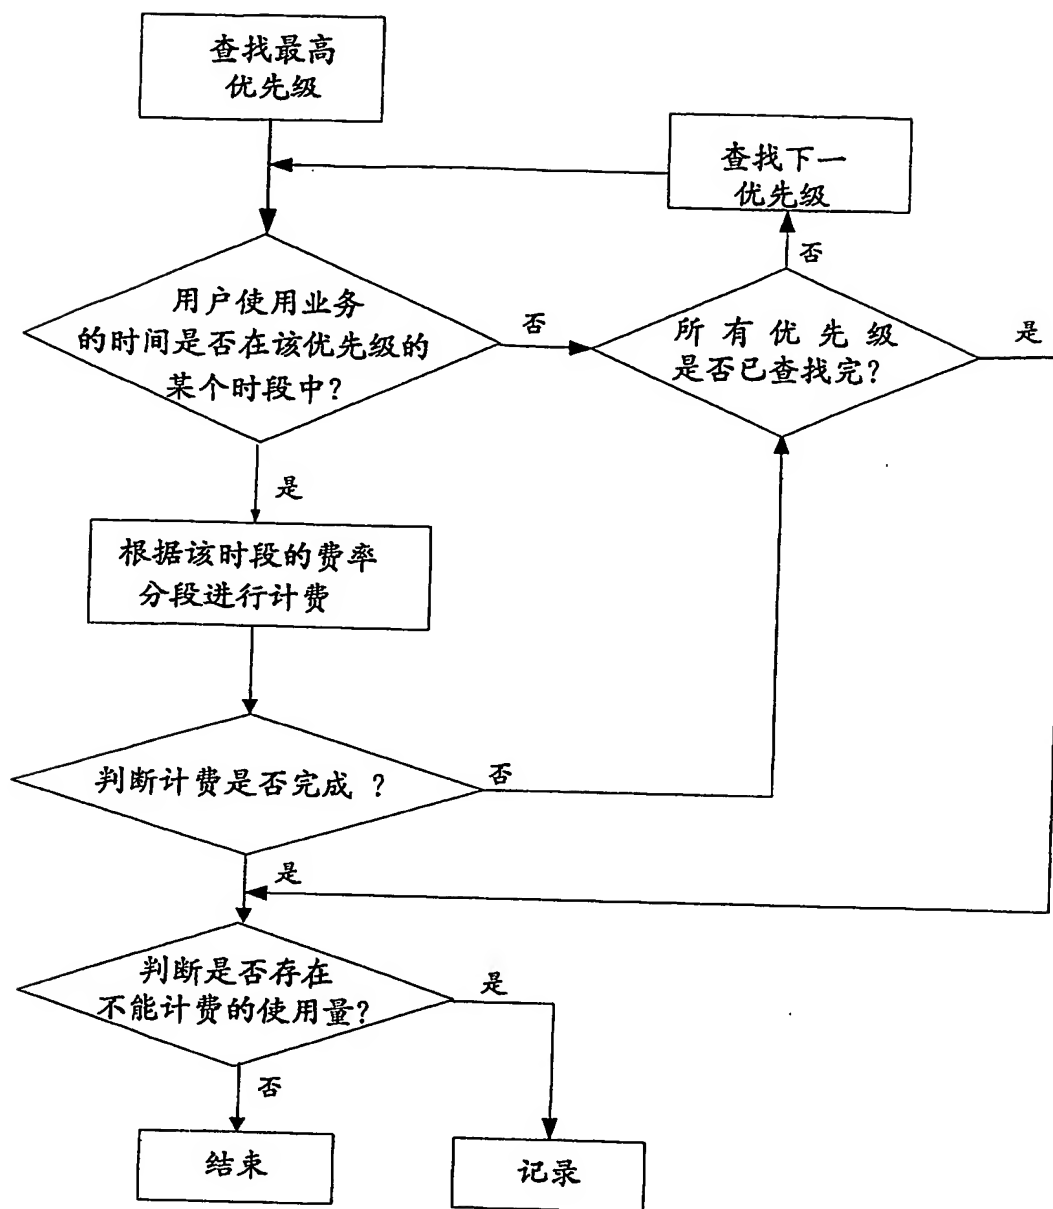 查找最高
优先级
查找下一
优先级
否
用户使用业务
的时间是否在该优先级的
某个时段中?
否
所有优先级
是否已查找完?
是
是
根据该时段的费率
分段进行计费
判断计费是否完成 ?
否
是
判断是否存在
不能计费的使用量?
是
否
结束
记录